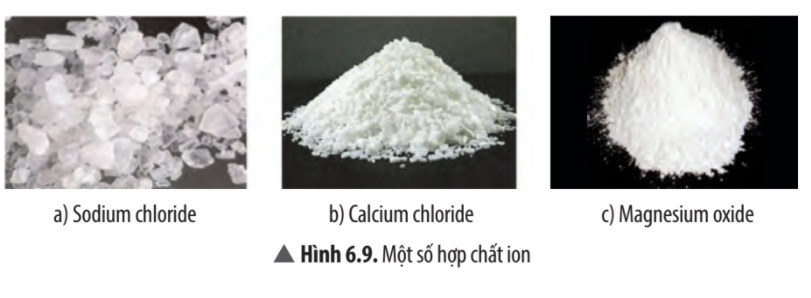 a) Sodium chloride
b) Calcium chloride
c) Magnesium oxide
▲ Hình 6.9. Một số hợp chất ion